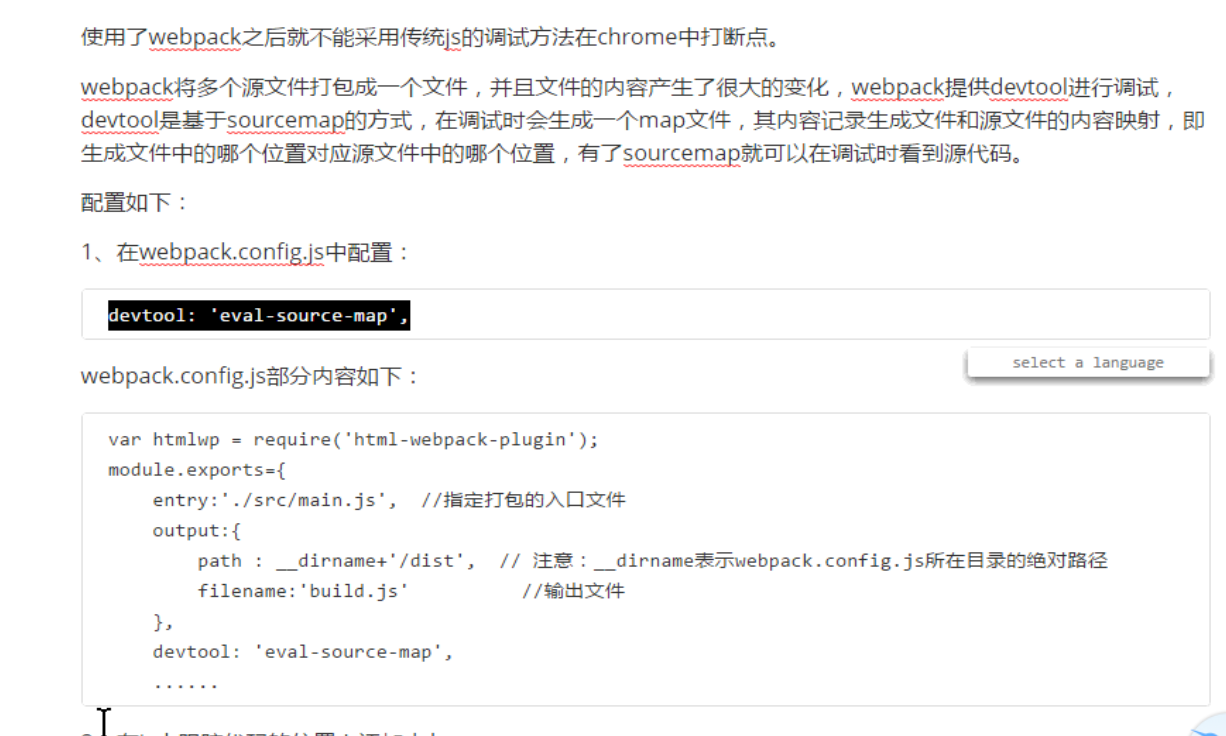 使用了webpack之后就不能采用传统js的调试方法在chrome中打断点。
webpack将多个源文件打包成一个文件，并且文件的内容产生了很大的变化，webpack提供devtool进行调试，
devtool是基于sourcemap的方式，在调试时会生成一个map文件，其内容记录生成文件和源文件的内容映射，即
生成文件中的哪个位置对应源文件中的哪个位置，有了sourcemap就可以在调试时看到源代码。
配置如下：
1、在webpack.config.js中配置：
devtool: 'eval-source-map',
select a language
webpack.config.js部分内容如下：
var htmlwp = require('html-webpack-plugin');
module.exports={
entry:'./src/main.js',  //指定打包的入口文件
output:{
path : __dirname+'/dist',  // 注意：__dirname表示webpack.config.js所在目录的绝对路径
filename:'build.js'          //输出文件
},
devtool: 'eval-source-map',
......